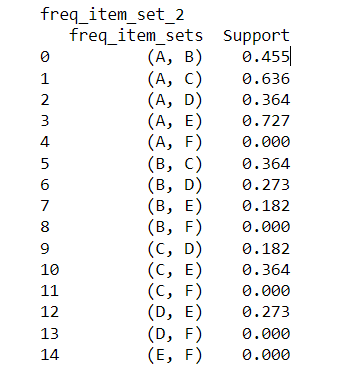 freq_item_set_2
freq_item_sets Support
0 (A, B) 0.455
1 (A, C) 0.636
2 (A, D) 0.364
3 (A, E) 0.727
4 (A, F) 0.000
5 (B, C) 0.364
6 (B, D) 0.273
7 (B, E) 0.182
8 (B, F) 0.000
9 (C, D) 0.182
10 (C, E) 0.364
11 (C, F) 0.000
12 (D, E) 0.273
13 (D, F) 0.000
14 (E, F) 0.000